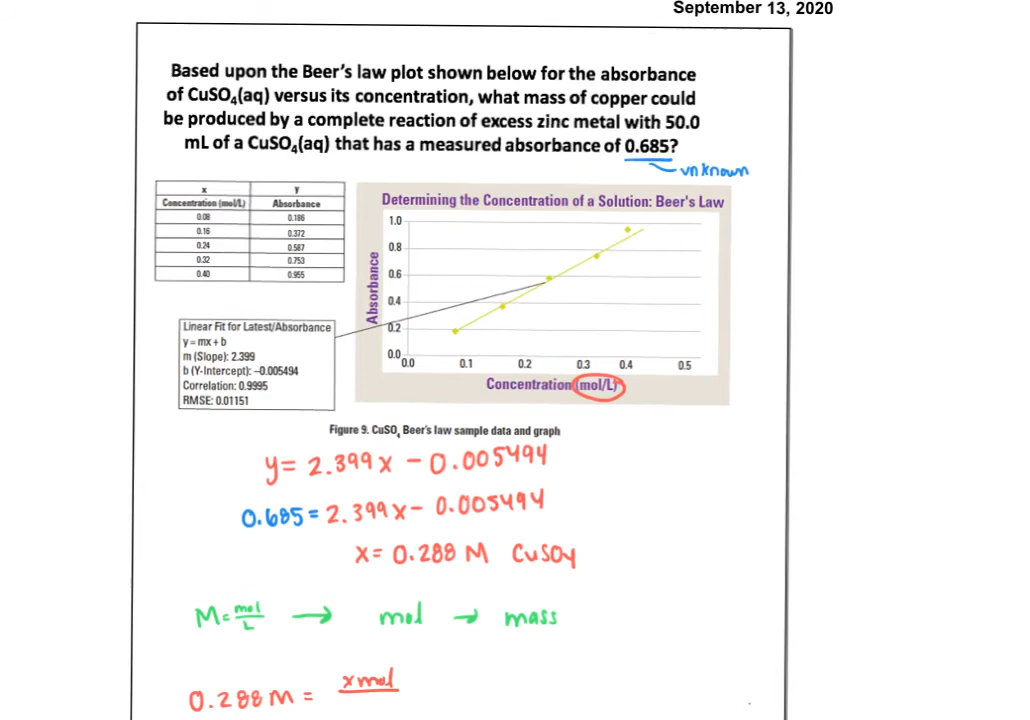 September 13, 2020
Based upon the Beer's law plot shown below for the absorbance
of CuSO₄(aq) versus its concentration, what mass of copper could
be produced by a complete reaction of excess zinc metal with 50.0
mL of a CuSO₄(aq) that has a measured absorbance of 0.685?
unknown
x Y
Concentration (mol/L) Absorbance
0.08 0.186
0.16 0.372
0.24 0.587
0.32 0.753
0.40 0.955
Determining the Concentration of a Solution: Beer's Law
1.0
0.8
0.6
0.4
0.2
0.0
Absorbance
0.0 0.1 0.2 0.3 0.4 0.5
Concentration (mol/L)
Linear Fit for Latest/Absorbance
y = mx + b
m (Slope): 2.399
b (Y-Intercept): –0.005494
Correlation: 0.9995
RMSE: 0.01151
Figure 9. CuSO₄ Beer's law sample data and graph
y = 2.399x - 0.005494
0.685 = 2.399x - 0.005494
x = 0.288 M CuSO4
M = mol/L → mol → mass
x mol
0.288 M =